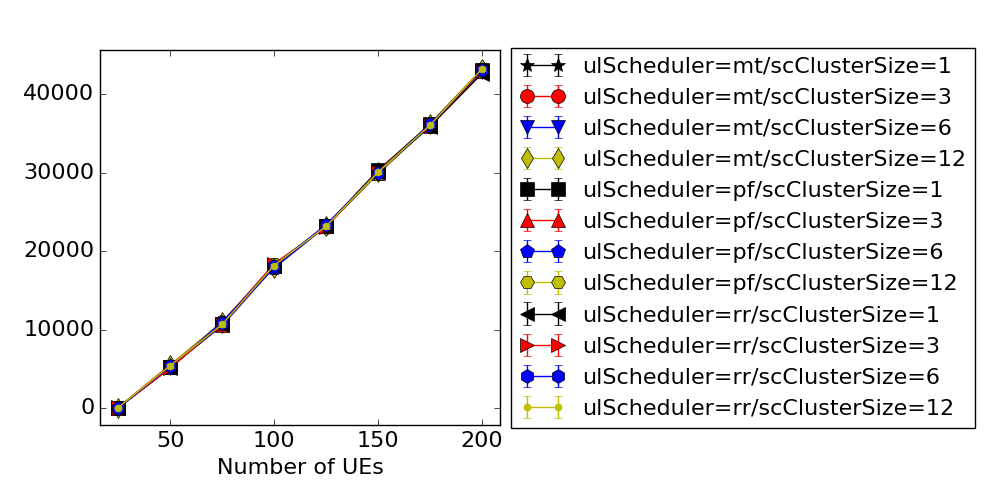 40000
30000
20000
10000
0
50 100 150 200
Number of UEs
ulScheduler=mt/scClusterSize=1
ulScheduler=mt/scClusterSize=3
ulScheduler=mt/scClusterSize=6
ulScheduler=mt/scClusterSize=12
ulScheduler=pf/scClusterSize=1
ulScheduler=pf/scClusterSize=3
ulScheduler=pf/scClusterSize=6
ulScheduler=pf/scClusterSize=12
ulScheduler=rr/scClusterSize=1
ulScheduler=rr/scClusterSize=3
ulScheduler=rr/scClusterSize=6
ulScheduler=rr/scClusterSize=12